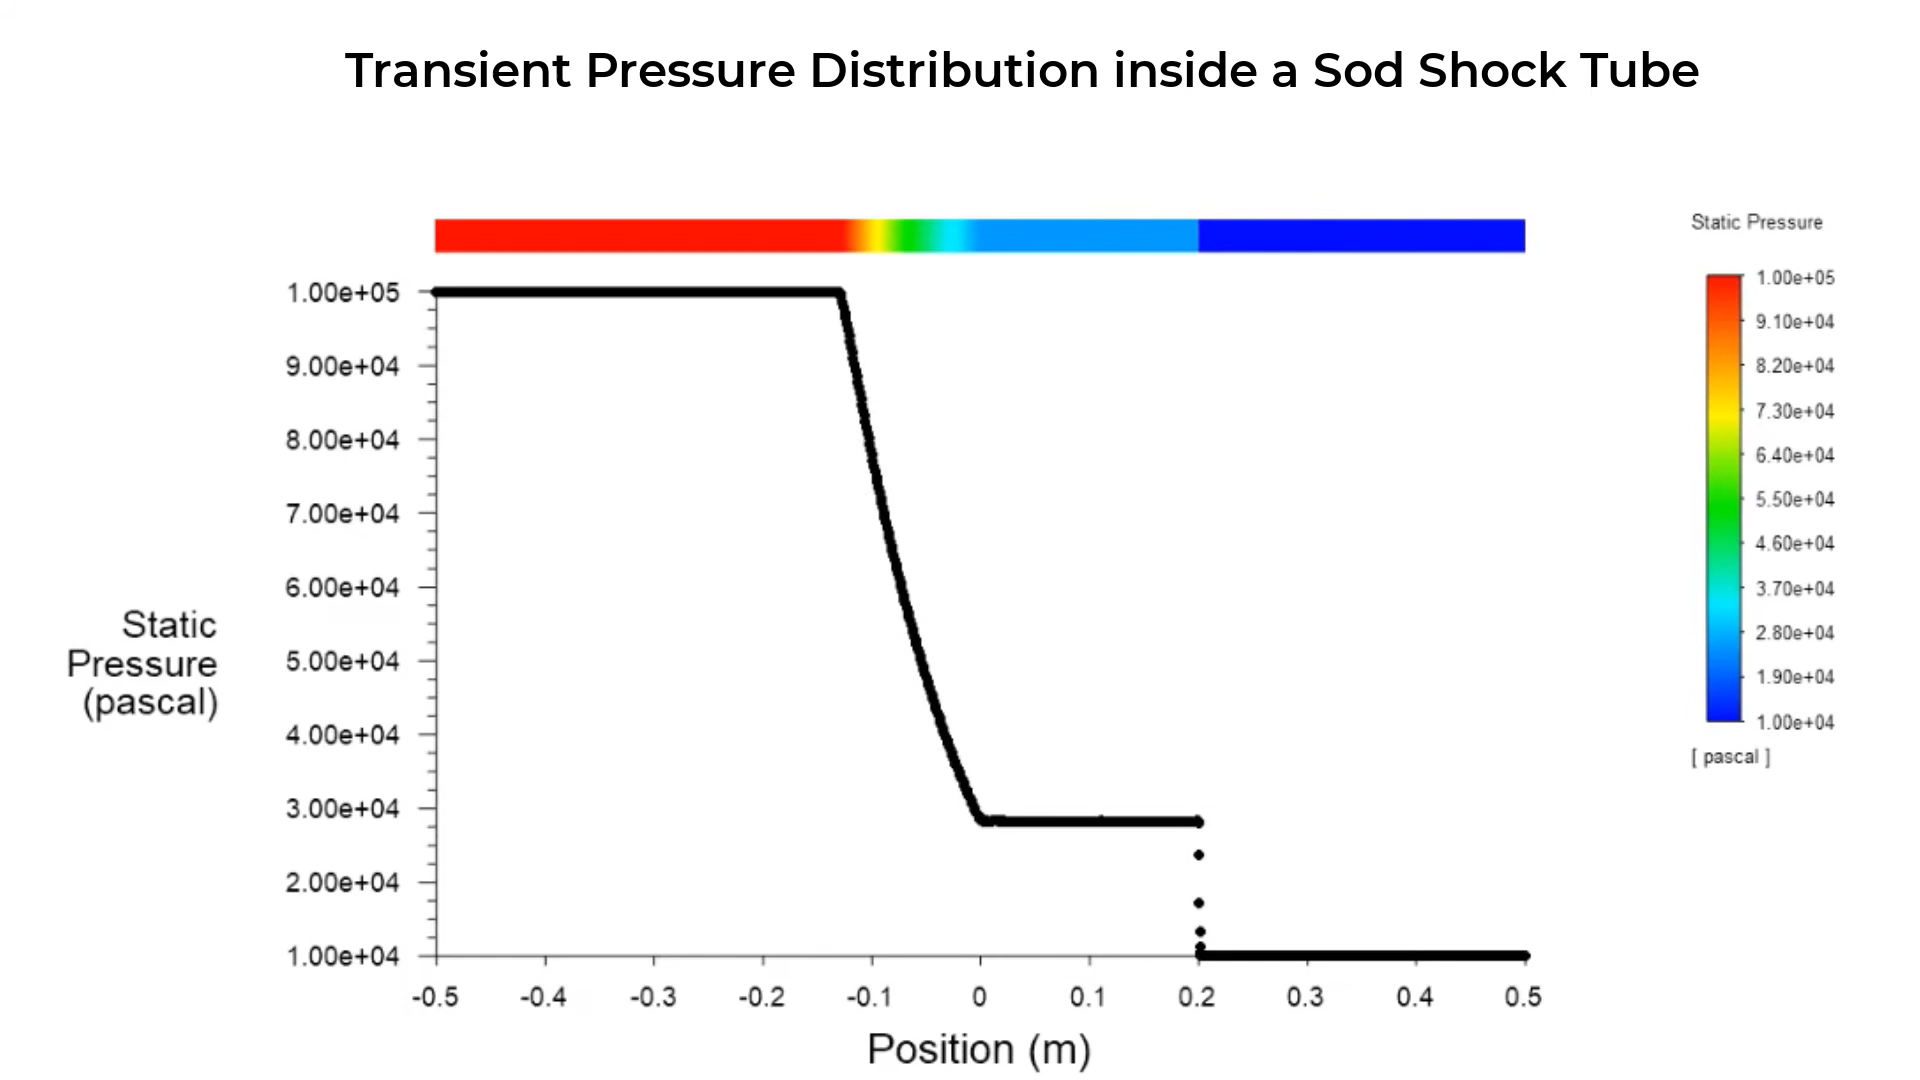 Transient Pressure Distribution inside a Sod Shock Tube
Static Pressure
1.00e+05
9.10e+04
8.20e+04
7.30e+04
6.40e+04
5.50e+04
4.60e+04
3.70e+04
2.80e+04
1.90e+04
1.00e+04
[ pascal ]
1.00e+05
9.00e+04
8.00e+04
7.00e+04
6.00e+04
5.00e+04
4.00e+04
3.00e+04
2.00e+04
1.00e+04
Static
Pressure
(pascal)
-0.5 -0.4 -0.3 -0.2 -0.1 0 0.1 0.2 0.3 0.4 0.5
Position (m)